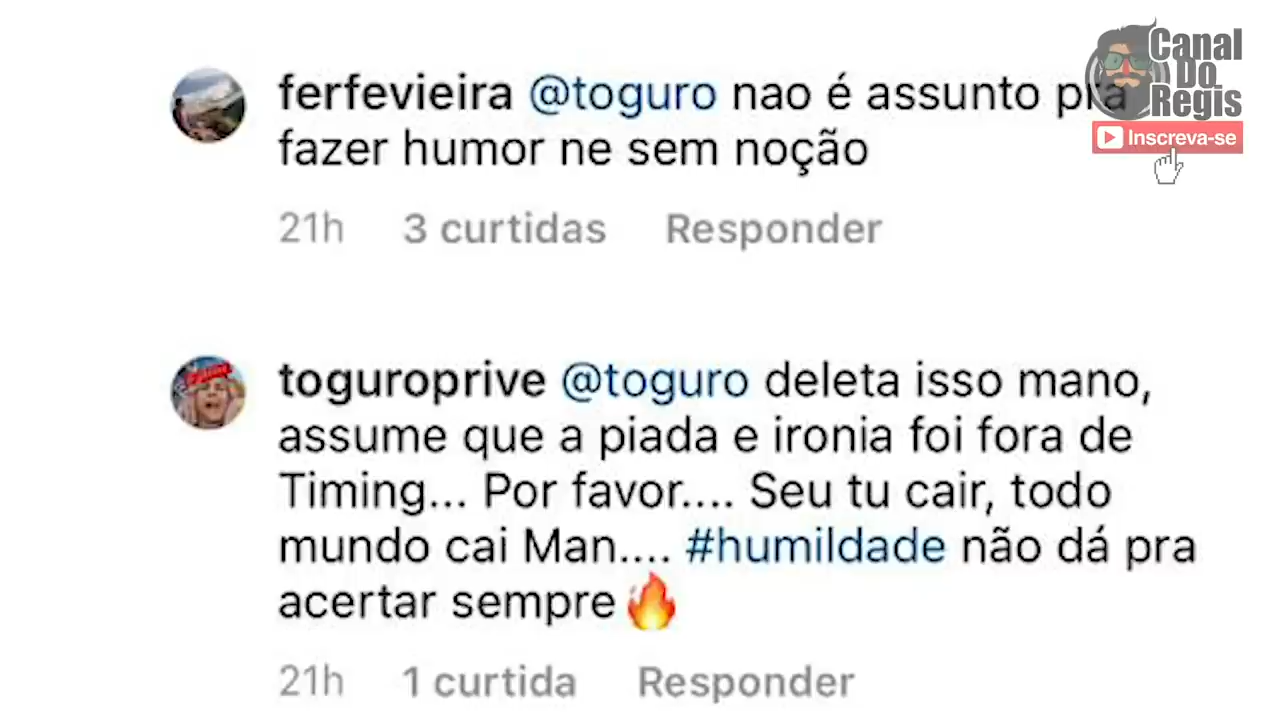 Canal
Do
Regis
Inscreva-se
ferfevieira @toguro nao é assunto pra
fazer humor ne sem noção
21h 3 curtidas Responder
toguroprive @toguro deleta isso mano,
assume que a piada e ironia foi fora de
Timing... Por favor.... Seu tu cair, todo
mundo cai Man.... #humildade não dá pra
acertar sempre🔥
21h 1 curtida Responder